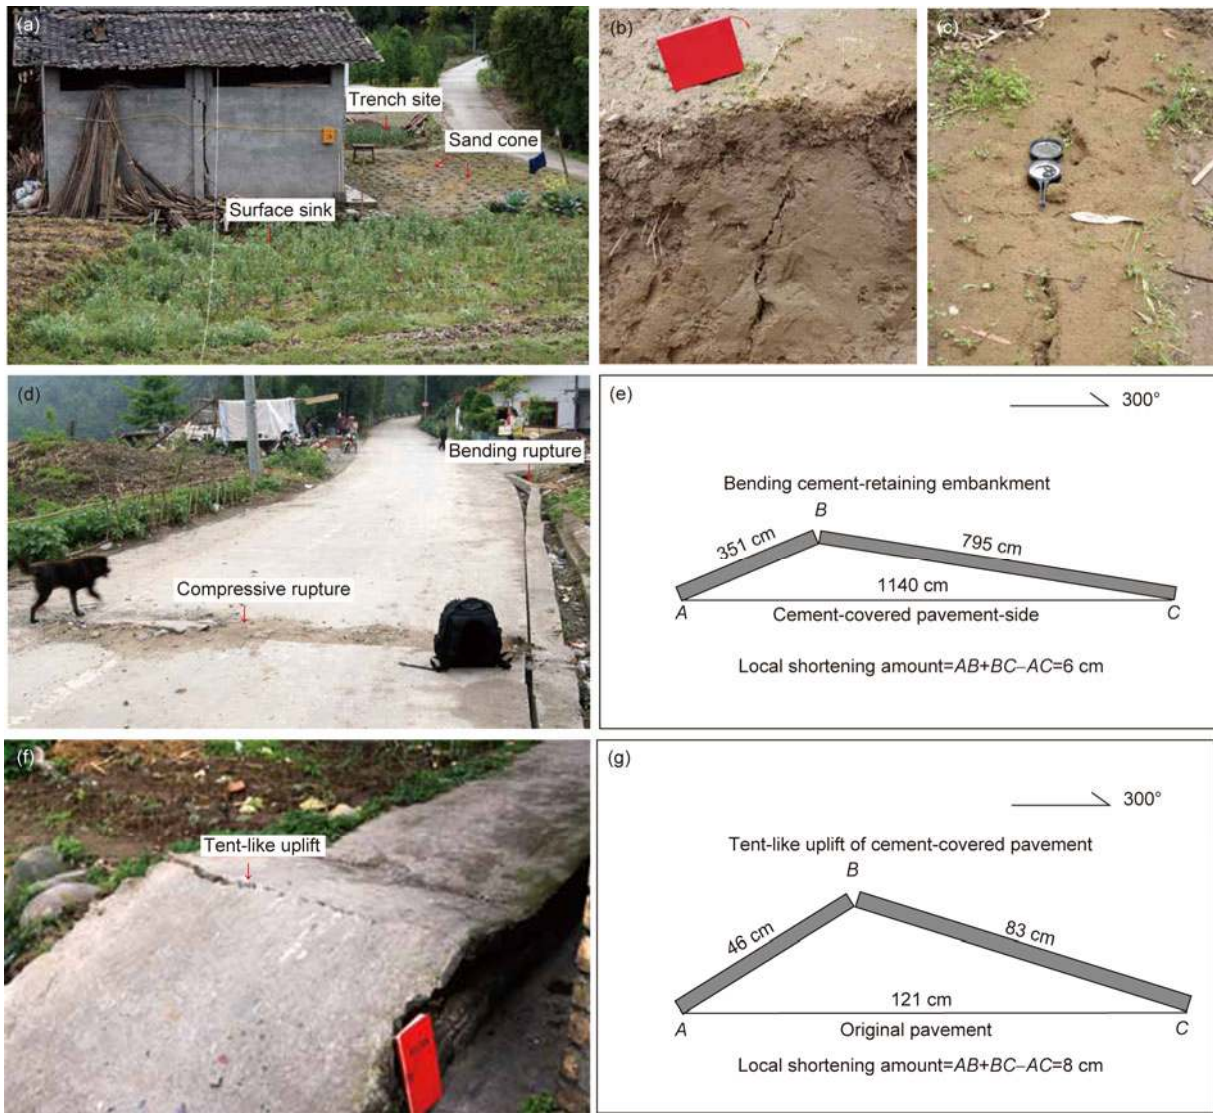 (a)
Trench site
Sand cone
Surface sink
(b)
(c)
(d)
Bending rupture
Compressive rupture
(e)
300°
Bending cement-retaining embankment
B
351 cm
795 cm
1140 cm
A
C
Cement-covered pavement-side
Local shortening amount=AB+BC–AC=6 cm
(f)
Tent-like uplift
(g)
300°
Tent-like uplift of cement-covered pavement
B
46 cm
83 cm
121 cm
A
C
Original pavement
Local shortening amount=AB+BC–AC=8 cm